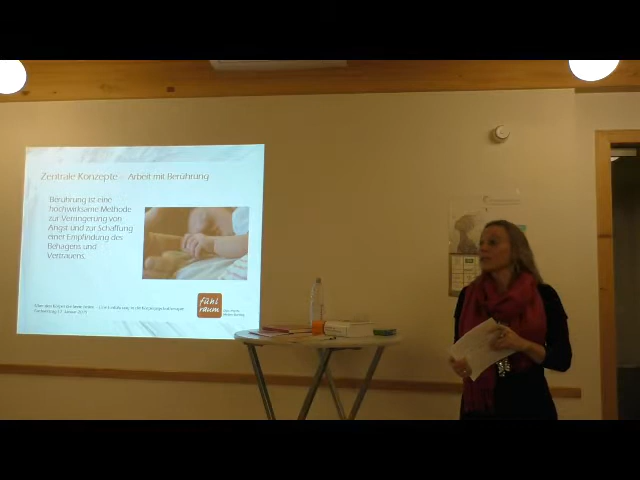 Zentrale Konzepte - Arbeit mit Berührung
Berührung ist eine
hochwirksame Methode
zur Verringerung von
Angst und zur Schaffung
einer Empfindung des
Behagens und
Vertrauens.
fühl
raum